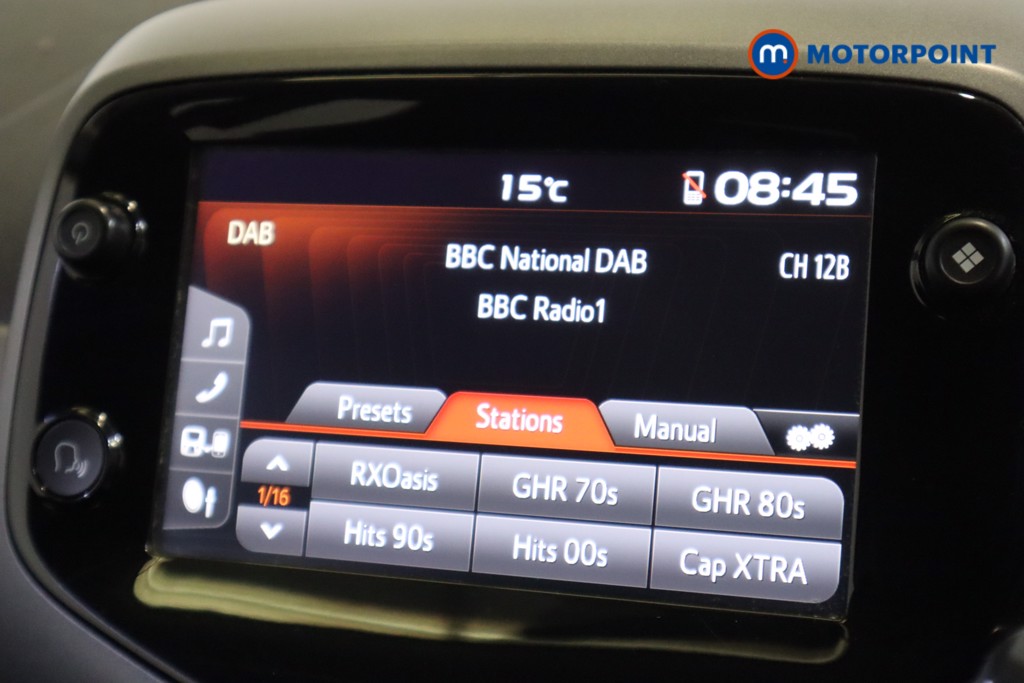 m. MOTORPOINT
15°C 08:45
DAB
BBC National DAB CH 12B
BBC Radio1
Presets Stations Manual
RXOasis GHR 70s GHR 80s
1/16
Hits 90s Hits 00s Cap XTRA